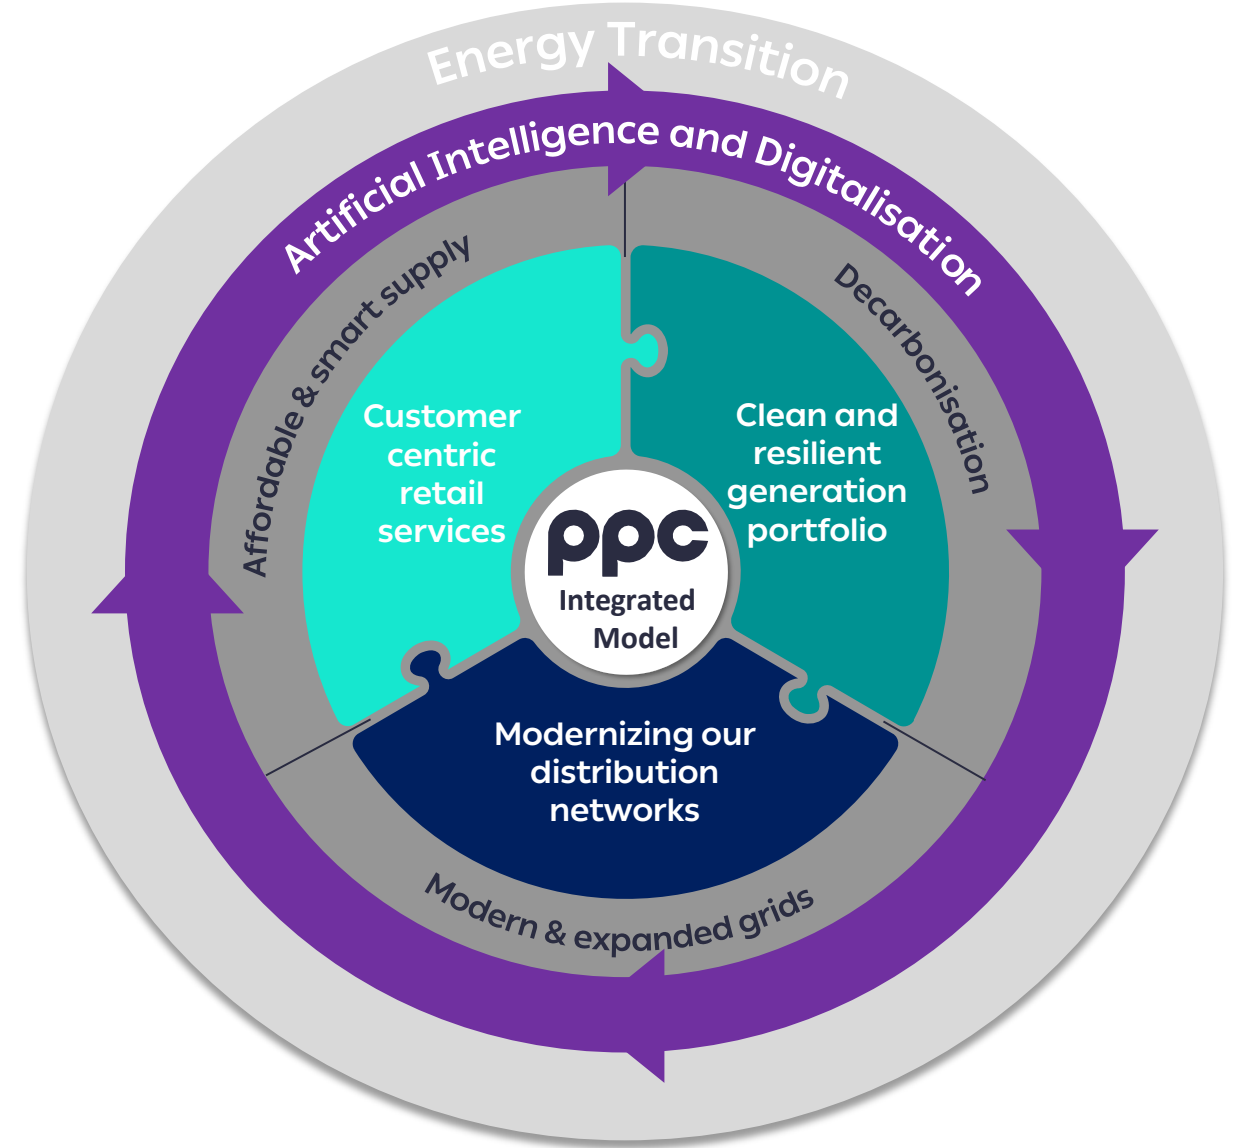 Energy Transition
Artificial Intelligence and Digitalisation
Affordable & smart supply
Decarbonisation
Customer
centric
retail
services
Clean and
resilient
generation
portfolio
ppc
Integrated
Model
Modernizing our
distribution
networks
Modern & expanded grids